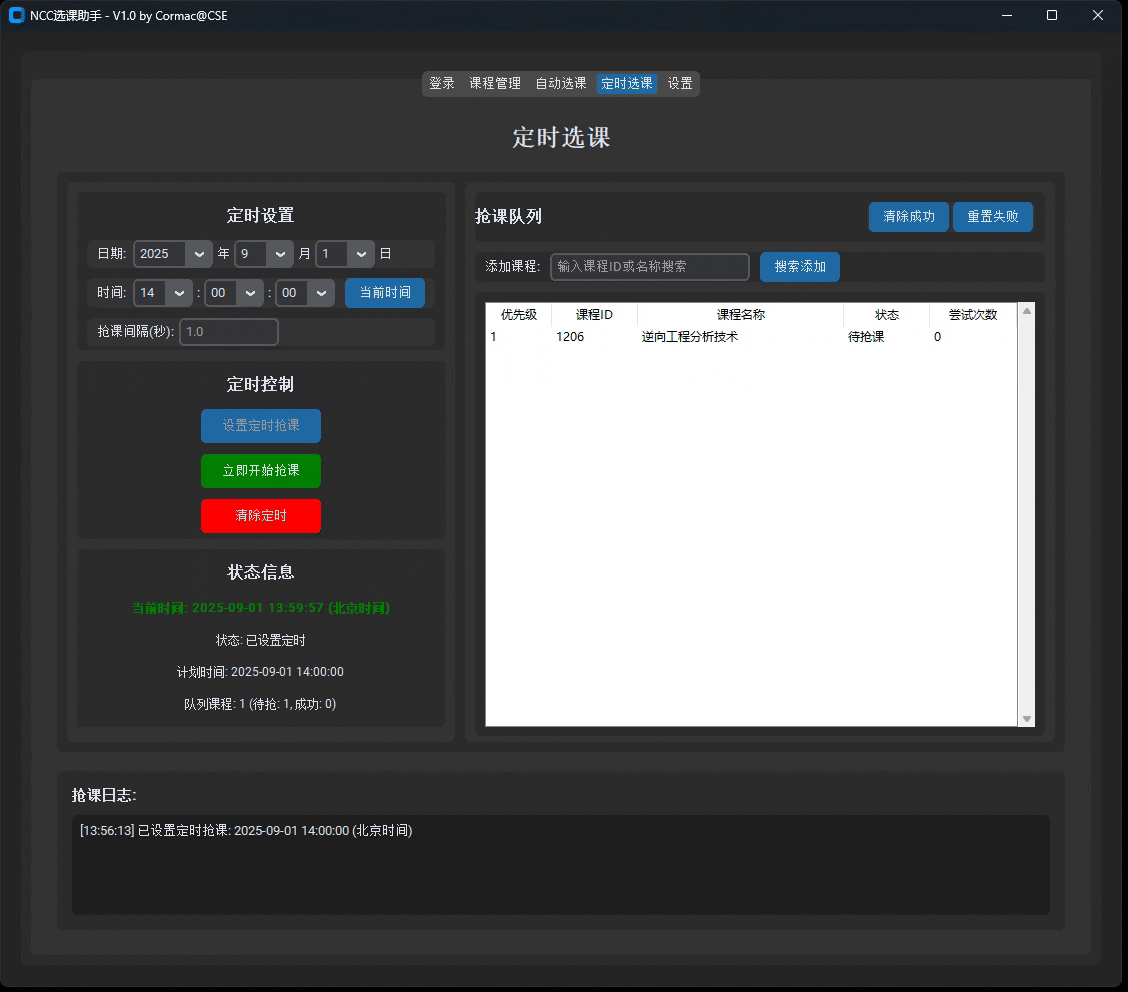 NCC选课助手 - V1.0 by Cormac@CSE
登录 课程管理 自动选课 定时选课 设置
定时选课
定时设置
日期: 2025 年 9 月 1 日
时间: 14 : 00 : 00 当前时间
抢课间隔(秒): 1.0
定时控制
设置定时抢课
立即开始抢课
清除定时
状态信息
当前时间: 2025-09-01 13:59:57 (北京时间)
状态: 已设置定时
计划时间: 2025-09-01 14:00:00
队列课程: 1 (待抢: 1, 成功: 0)
抢课队列 清除成功 重置失败
添加课程: 输入课程ID或名称搜索 搜索添加
优先级 课程ID 课程名称 状态 尝试次数
1 1206 逆向工程分析技术 待抢课 0
抢课日志:
[13:56:13] 已设置定时抢课: 2025-09-01 14:00:00 (北京时间)